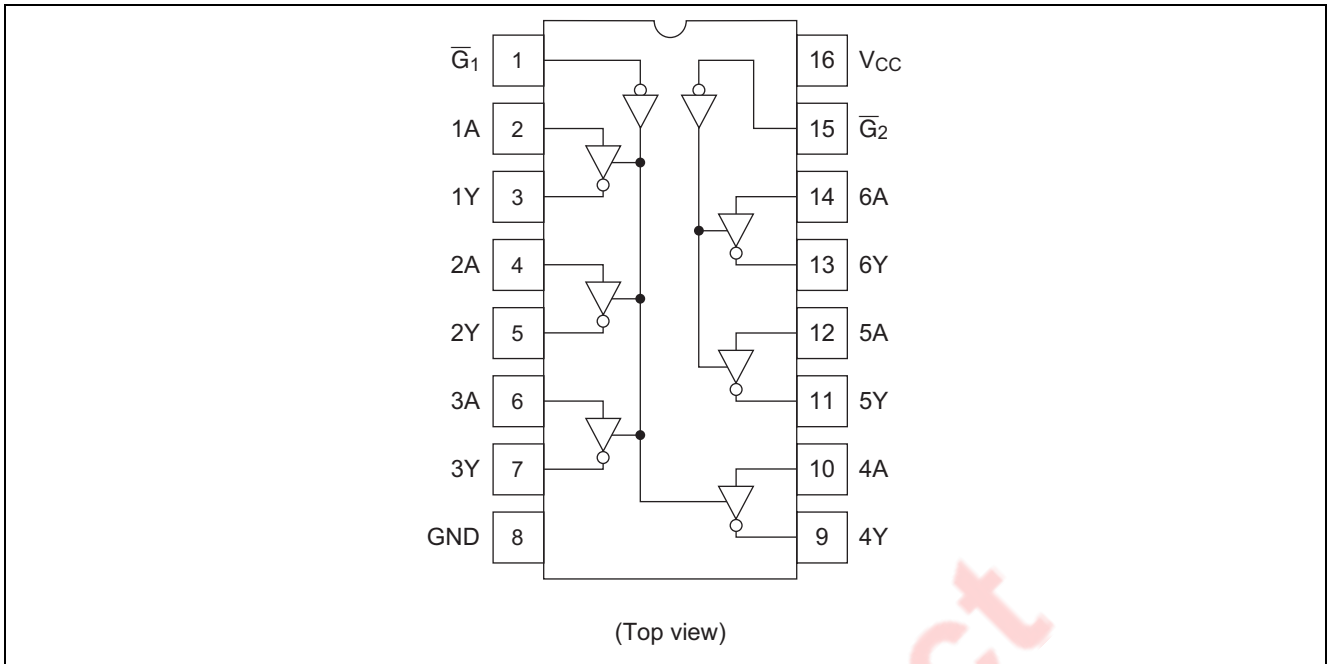 G̅1 1 16 VCC
1A 2 15 G̅2
1Y 3 14 6A
2A 4 13 6Y
2Y 5 12 5A
3A 6 11 5Y
3Y 7 10 4A
GND 8 9 4Y
(Top view)